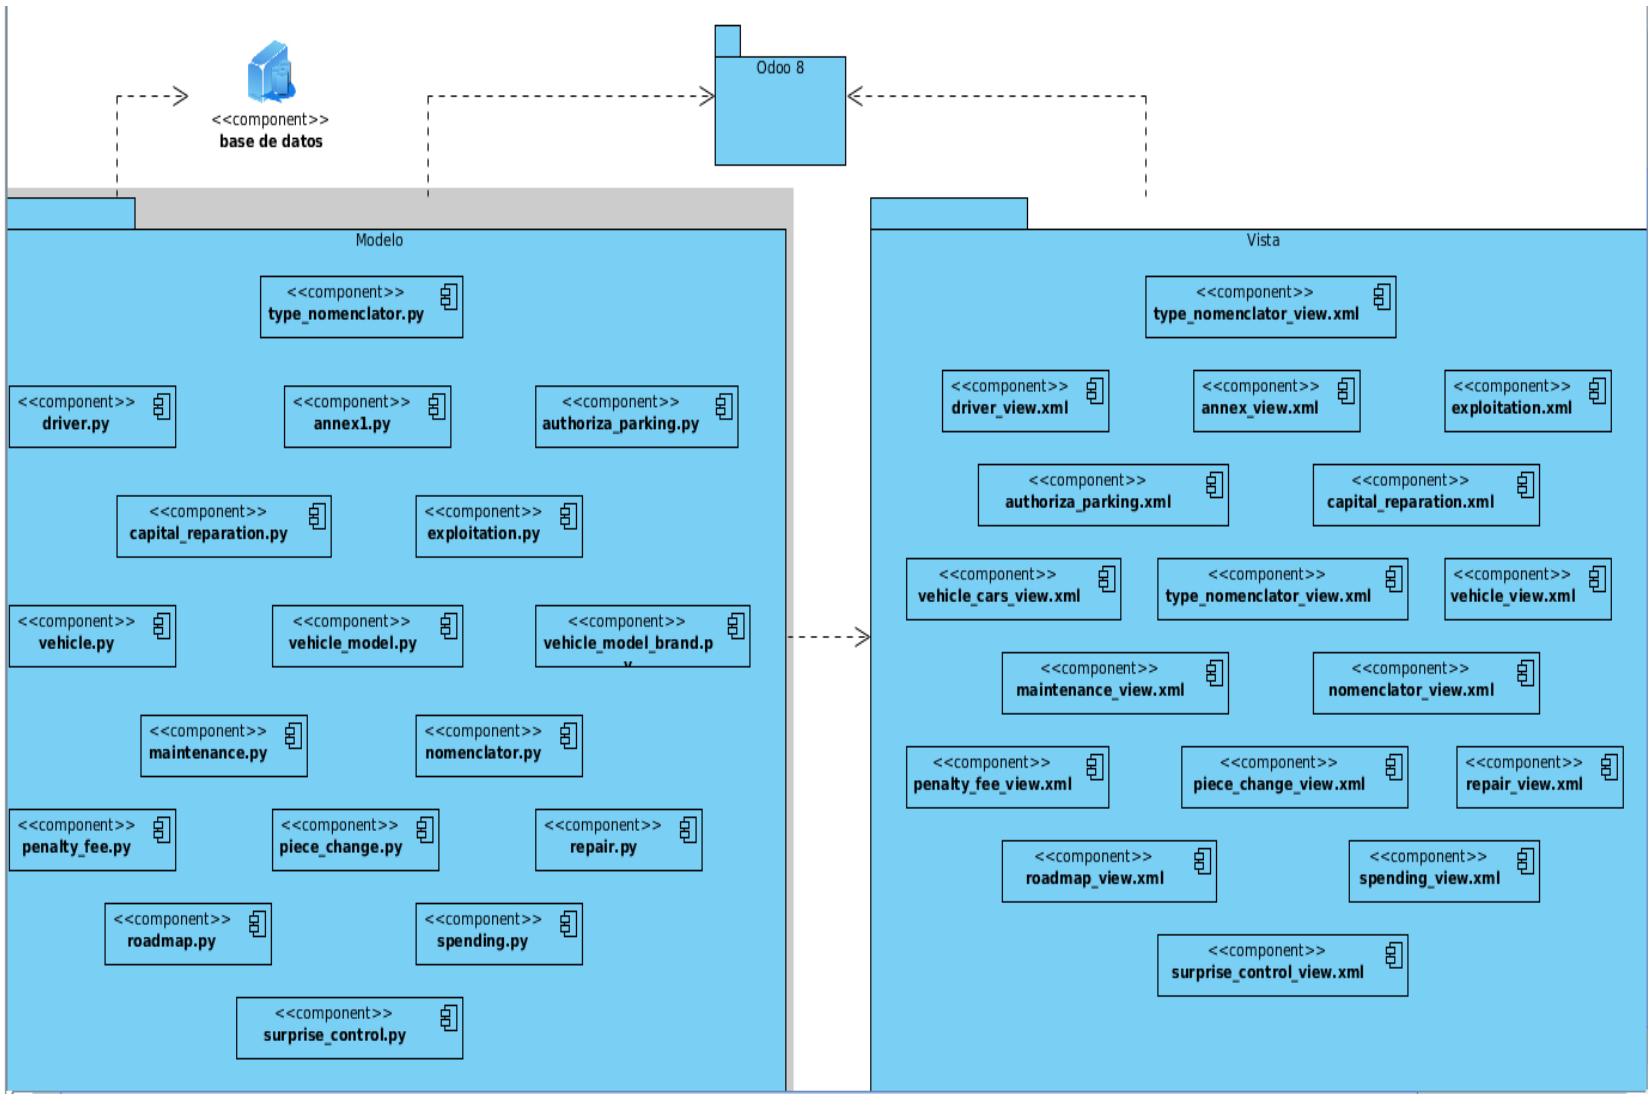 Odoo 8
<<component>>
base de datos
Modelo
<<component>>
type_nomenclator.py
<<component>>
driver.py
<<component>>
annex1.py
<<component>>
authoriza_parking.py
<<component>>
capital_reparation.py
<<component>>
exploitation.py
<<component>>
vehicle.py
<<component>>
vehicle_model.py
<<component>>
vehicle_model_brand.p
y
<<component>>
maintenance.py
<<component>>
nomenclator.py
<<component>>
penalty_fee.py
<<component>>
piece_change.py
<<component>>
repair.py
<<component>>
roadmap.py
<<component>>
spending.py
<<component>>
surprise_control.py
Vista
<<component>>
type_nomenclator_view.xml
<<component>>
driver_view.xml
<<component>>
annex_view.xml
<<component>>
exploitation.xml
<<component>>
authoriza_parking.xml
<<component>>
capital_reparation.xml
<<component>>
vehicle_cars_view.xml
<<component>>
type_nomenclator_view.xml
<<component>>
vehicle_view.xml
<<component>>
maintenance_view.xml
<<component>>
nomenclator_view.xml
<<component>>
penalty_fee_view.xml
<<component>>
piece_change_view.xml
<<component>>
repair_view.xml
<<component>>
roadmap_view.xml
<<component>>
spending_view.xml
<<component>>
surprise_control_view.xml